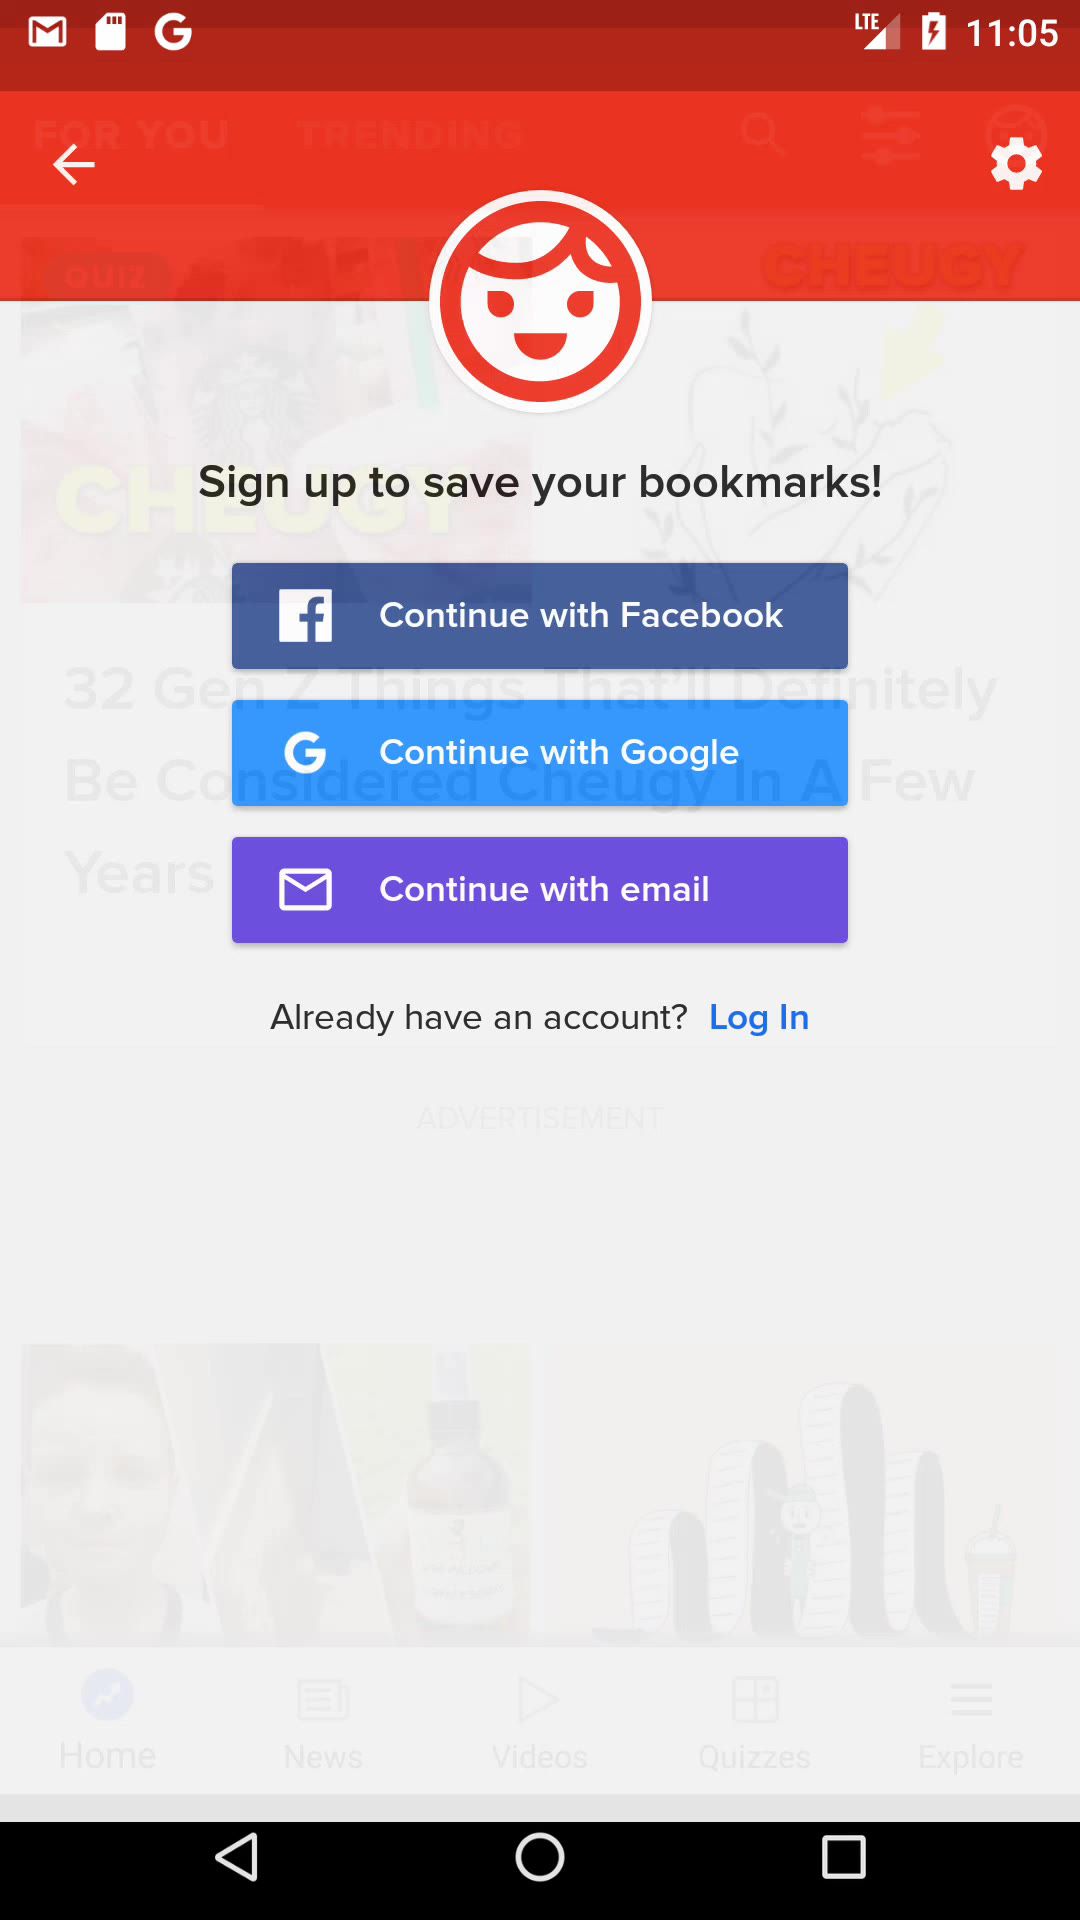 LTE 11:05
FOR YOU TRENDING
QUIZ
CHEUGY
CHEUGY
Sign up to save your bookmarks!
Continue with Facebook
32 Gen Z Things That'll Definitely
Continue with Google
Be Considered Cheugy In A Few
Years
Continue with email
Already have an account? Log In
ADVERTISEMENT
Home News Videos Quizzes Explore